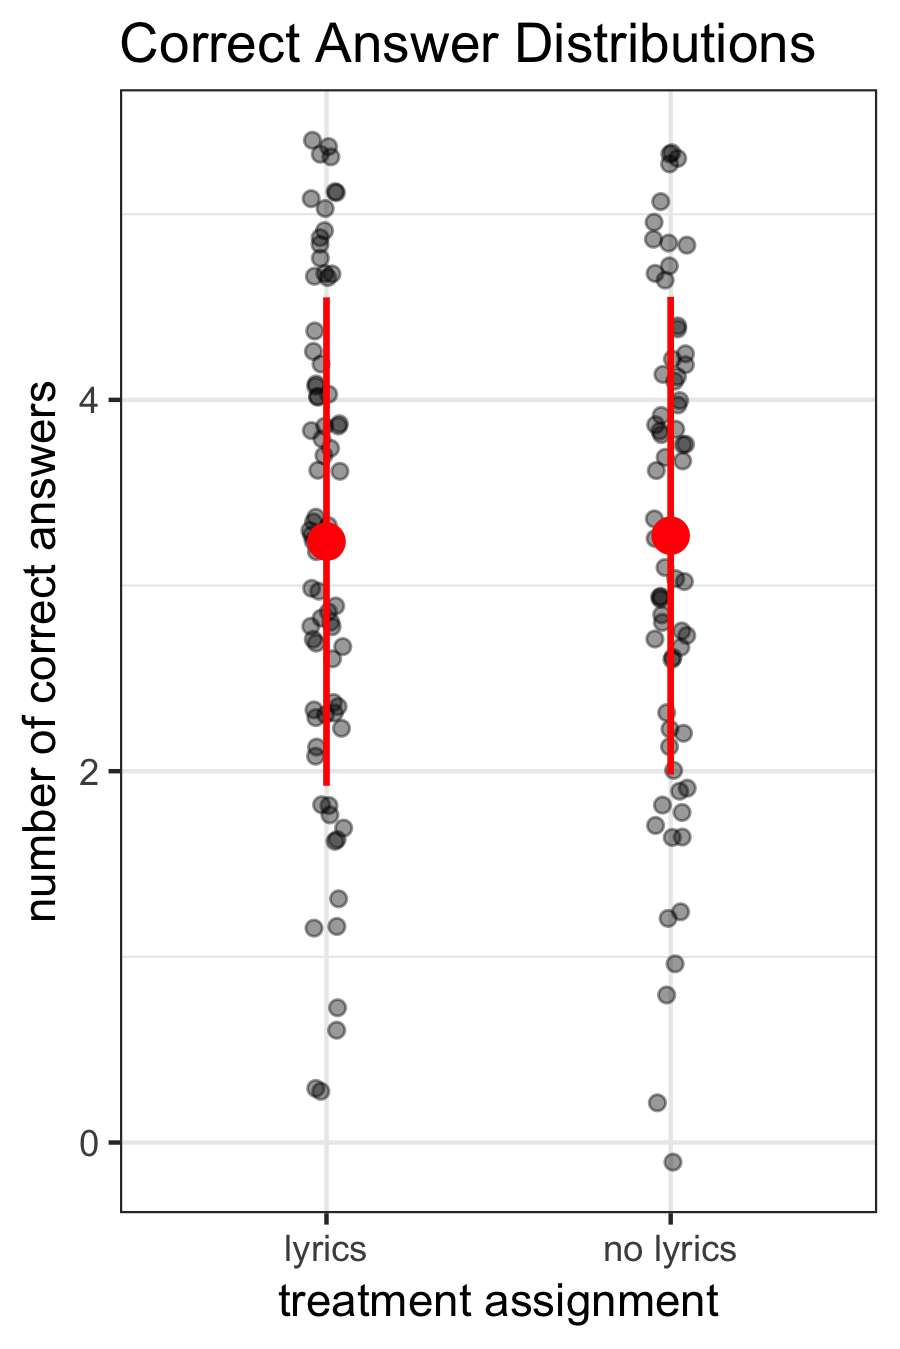 Correct Answer Distributions
number of correct answers
4
2
0
lyrics
no lyrics
treatment assignment